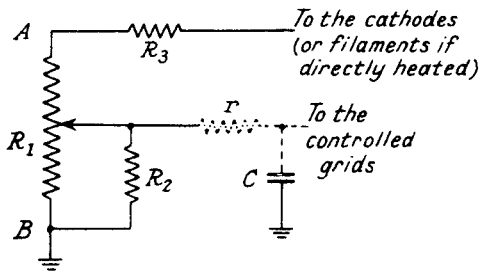 A
R3
To the cathodes
(or filaments if
directly heated)
R1
r
To the
controlled
grids
R2
C
B